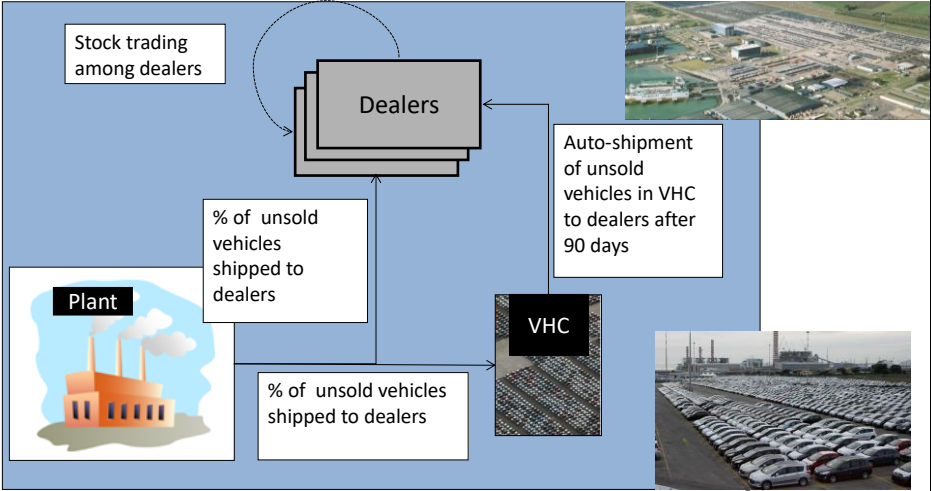 Stock trading
among dealers
Dealers
Auto-shipment
of unsold
vehicles in VHC
to dealers after
90 days
% of  unsold
vehicles
shipped to
dealers
Plant
VHC
% of  unsold vehicles
shipped to dealers